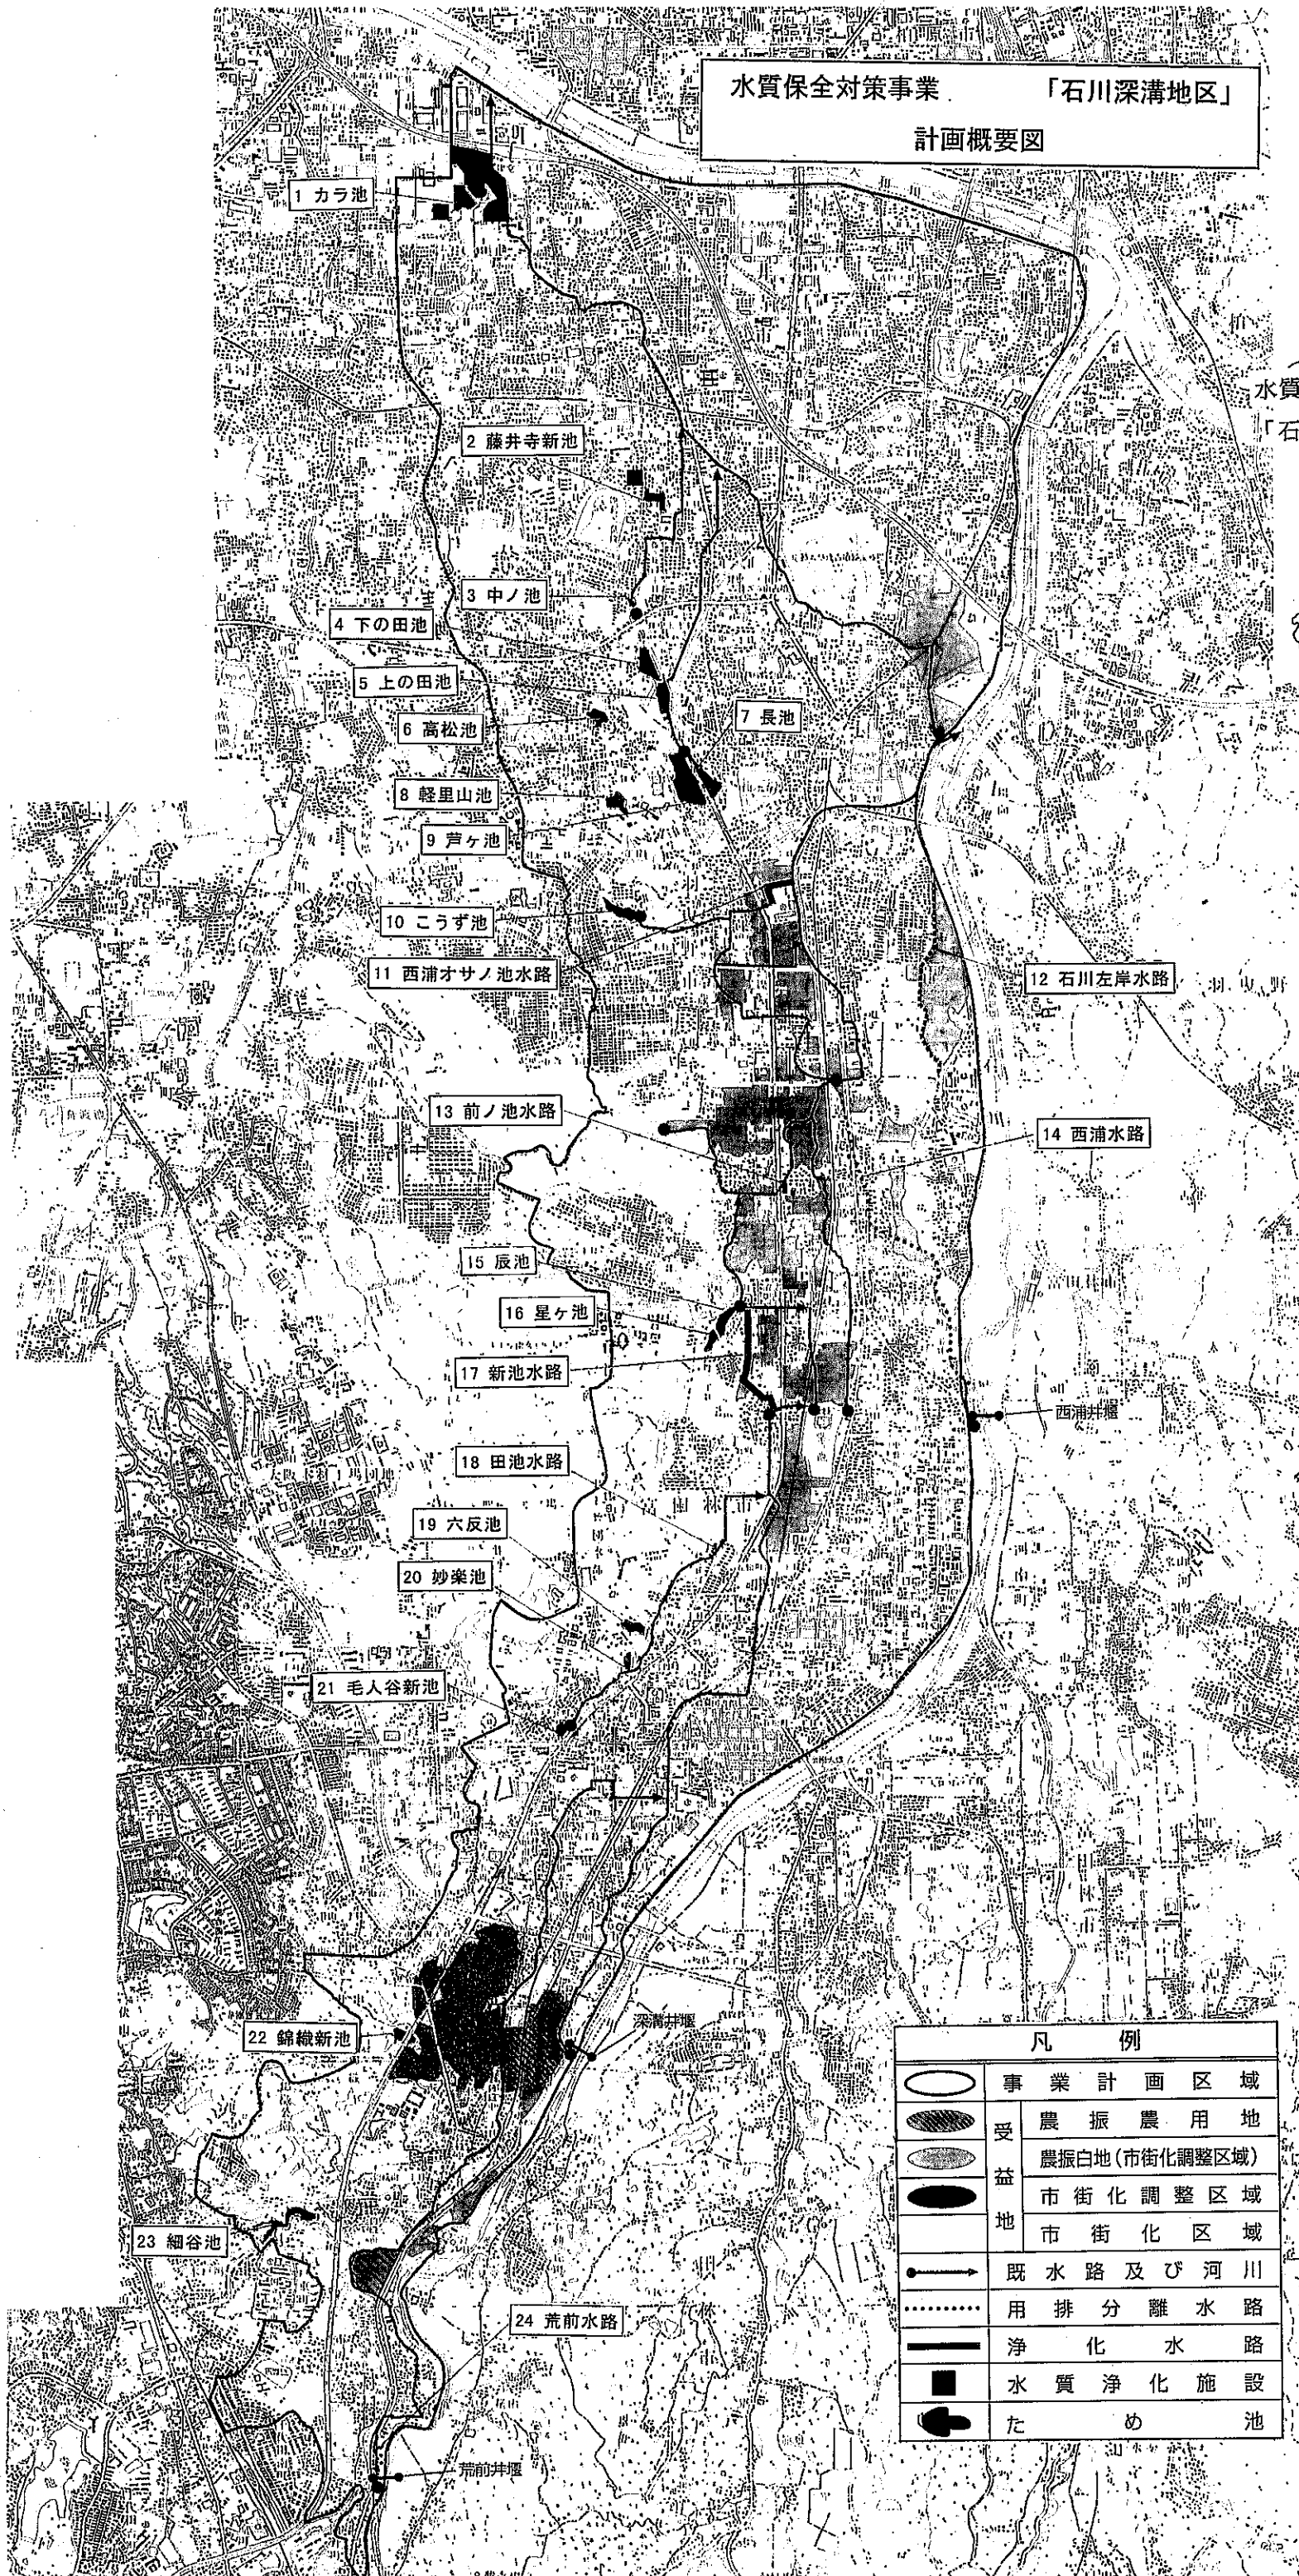 水質保全対策事業 「石川深溝地区」
計画概要図
水質
「石
1 カラ池
2 藤井寺新池
3 中ノ池
4 下の田池
5 上の田池
6 高松池
7 長池
8 軽里山池
9 芦ヶ池
10 こうず池
11 西浦オサノ池水路
12 石川左岸水路
13 前ノ池水路
14 西浦水路
15 辰池
16 星ヶ池
17 新池水路
西浦井堰
18 田池水路
19 六反池
20 妙楽池
21 毛人谷新池
22 錦織新池
深溝井堰
23 細谷池
24 荒前水路
荒前井堰
凡例
事業計画区域
受益地
農振農用地
農振白地(市街化調整区域)
市街化調整区域
市街化区域
既水路及び河川
用排分離水路
浄化水路
水質浄化施設
ため池